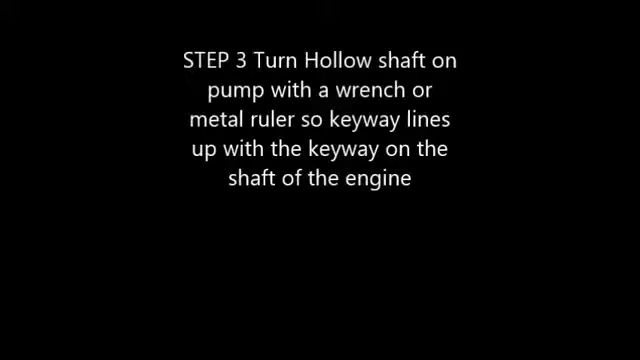 STEP 3 Turn Hollow shaft on
pump with a wrench or
metal ruler so keyway lines
up with the keyway on the
shaft of the engine